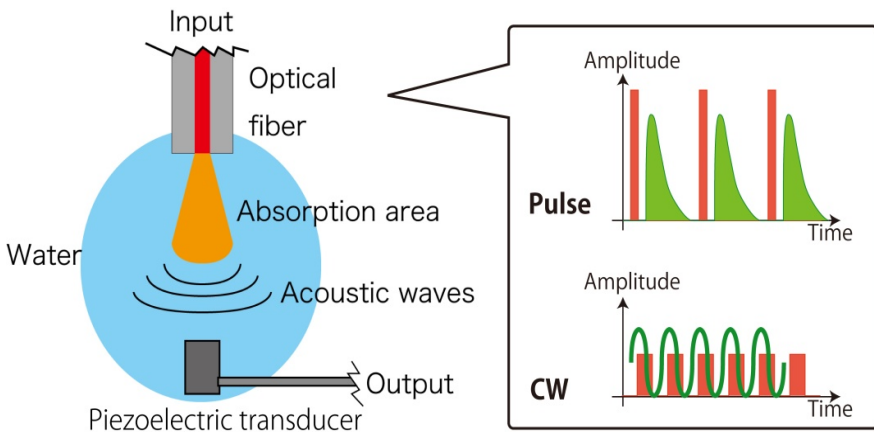 Input
Optical
fiber
Absorption area
Water
Acoustic waves
Output
Piezoelectric transducer
Amplitude
Pulse
Time
Amplitude
CW
Time